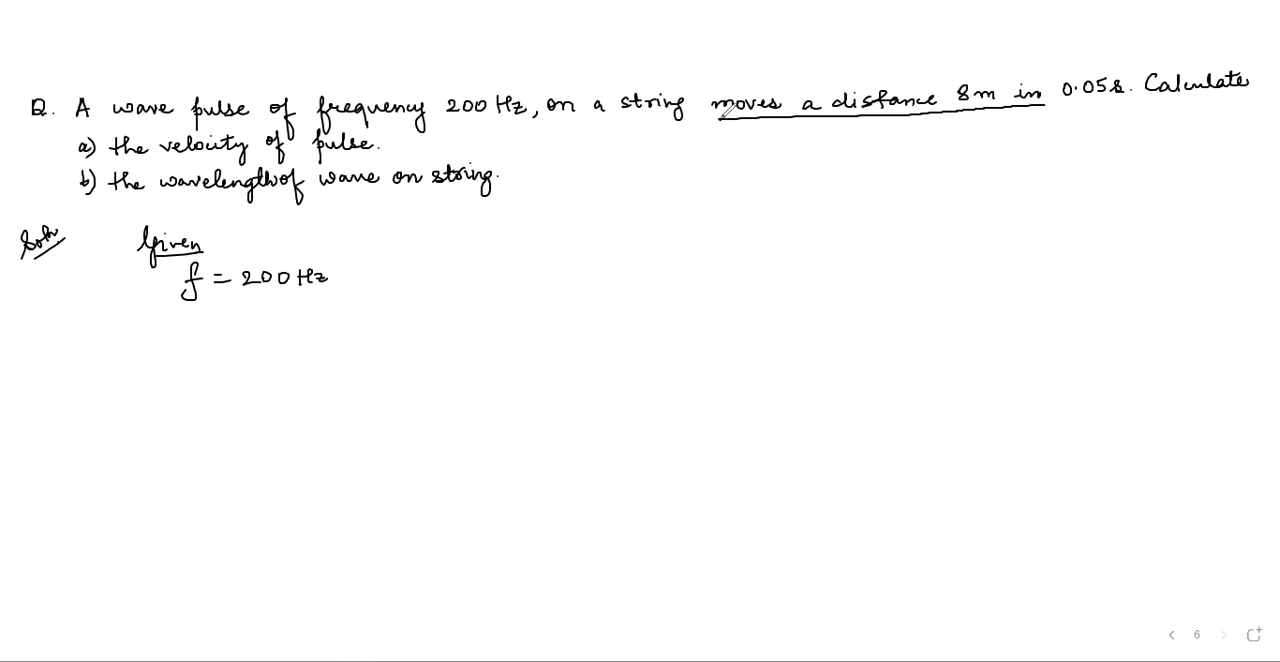 Q. A wave pulse of frequency 200 Hz, on a string moves a distance 8m in 0.05s. Calculate
a) the velocity of pulse.
b) the wavelength of wave on string.
Soln
Given
f = 200 Hz
< 6 >